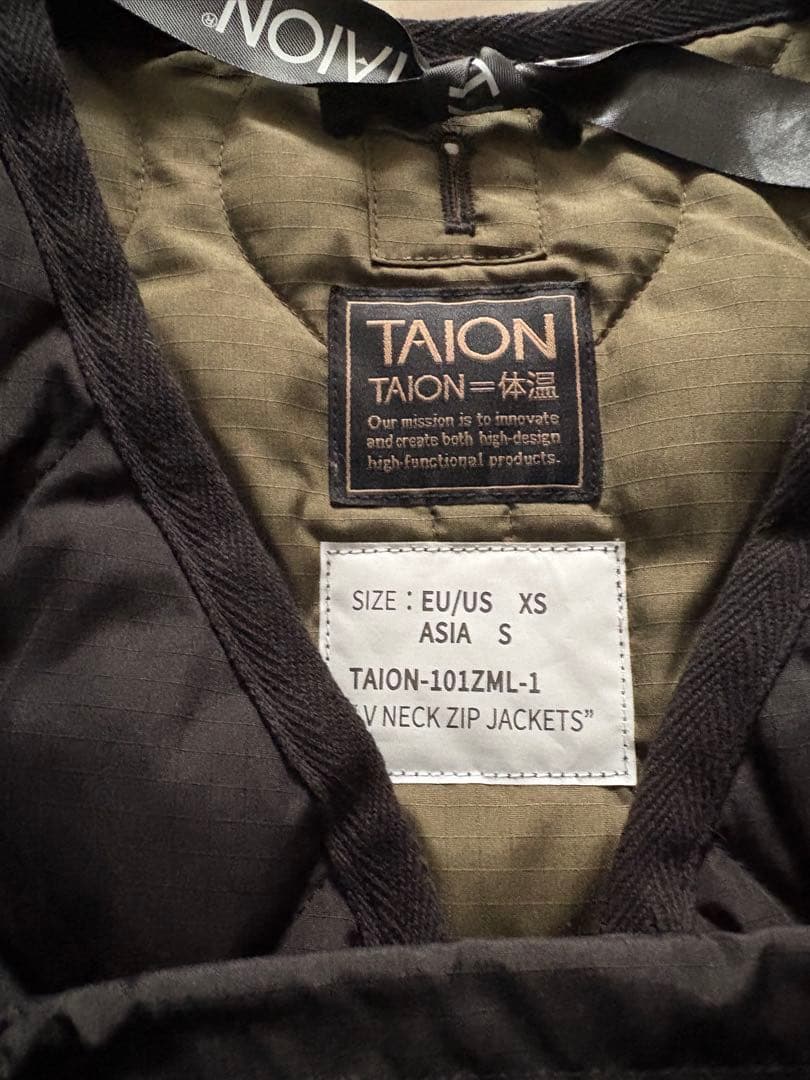 TAION®
TAION
TAION=体温
Our mission is to innovate
and create both high-design
high-functional products.
SIZE : EU/US XS
ASIA S
TAION-101ZML-1
"V NECK ZIP JACKETS”